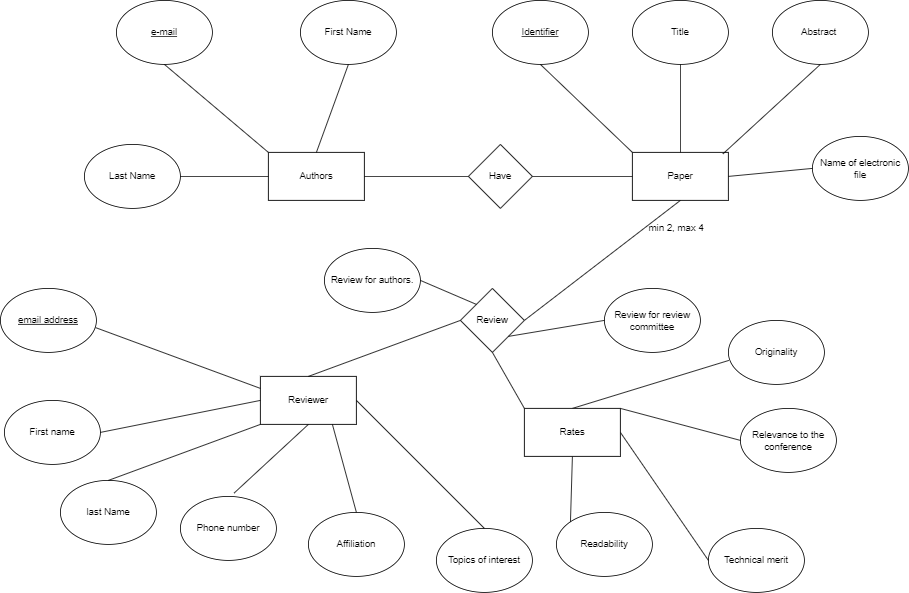 e-mail
First Name
Identifier
Title
Abstract
Last Name
Authors
Have
Paper
Name of electronic
file
min 2, max 4
Review for authors.
Review
Review for review
committee
email address
Originality
Reviewer
First name
Rates
Relevance to the
conference
last Name
Phone number
Affiliation
Topics of interest
Readability
Technical merit